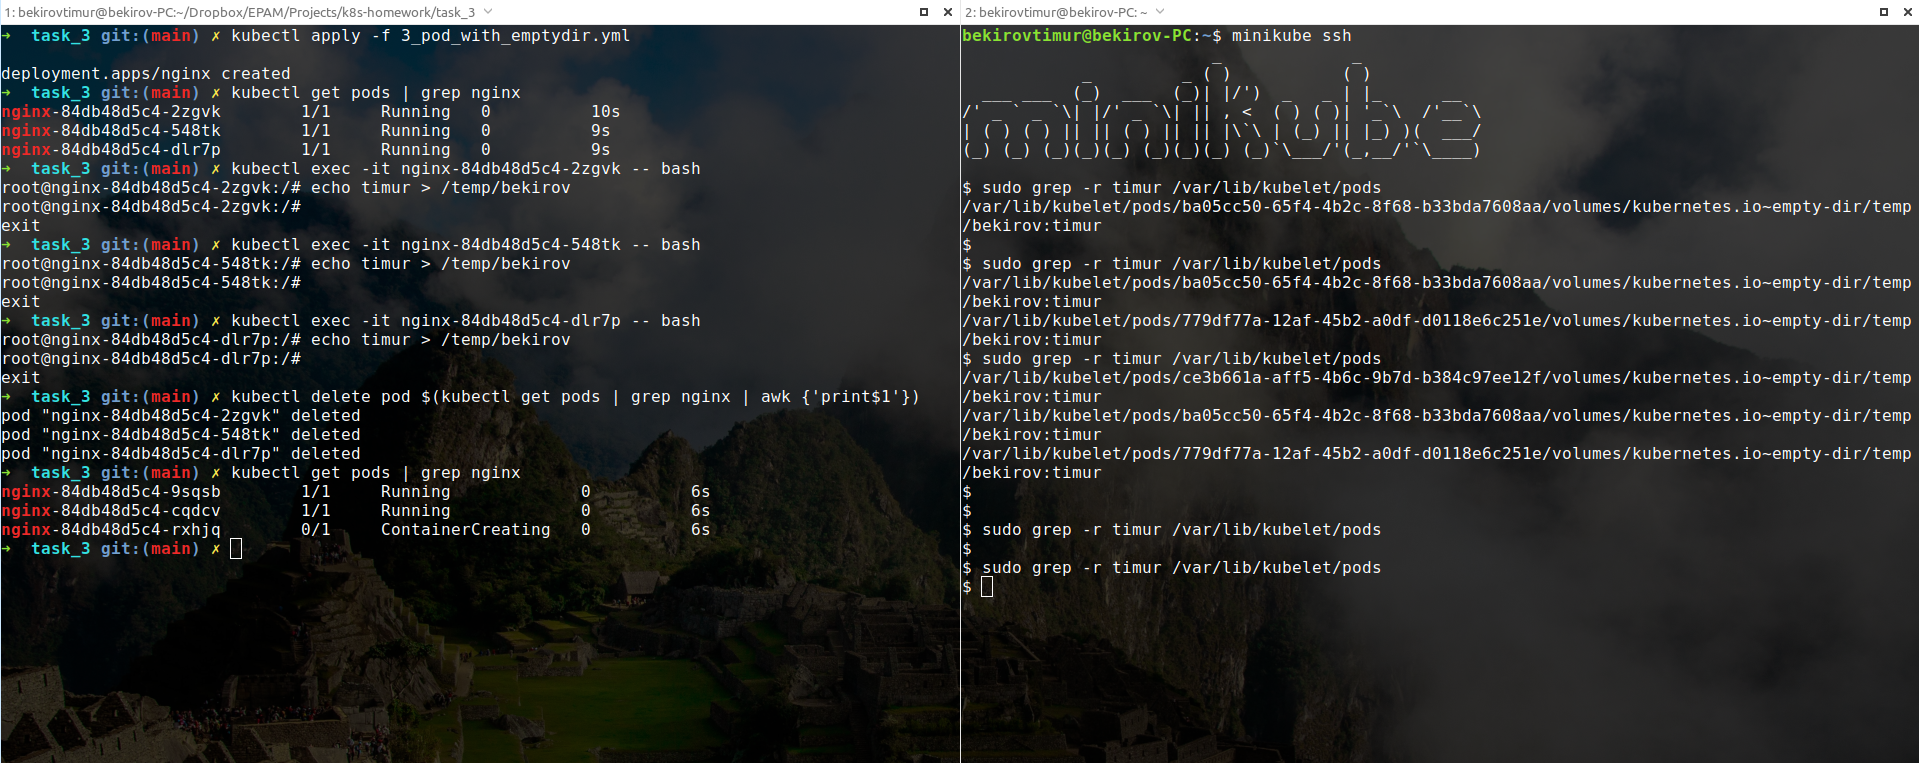 1: bekirovtimur@bekirov-PC:~/Dropbox/EPAM/Projects/k8s-homework/task_3
➜  task_3 git:(main) ✗ kubectl apply -f 3_pod_with_emptydir.yml
deployment.apps/nginx created
➜  task_3 git:(main) ✗ kubectl get pods | grep nginx
nginx-84db48d5c4-2zgvk        1/1     Running   0          10s
nginx-84db48d5c4-548tk        1/1     Running   0          9s
nginx-84db48d5c4-dlr7p        1/1     Running   0          9s
➜  task_3 git:(main) ✗ kubectl exec -it nginx-84db48d5c4-2zgvk -- bash
root@nginx-84db48d5c4-2zgvk:/# echo timur > /temp/bekirov
root@nginx-84db48d5c4-2zgvk:/#
exit
➜  task_3 git:(main) ✗ kubectl exec -it nginx-84db48d5c4-548tk -- bash
root@nginx-84db48d5c4-548tk:/# echo timur > /temp/bekirov
root@nginx-84db48d5c4-548tk:/#
exit
➜  task_3 git:(main) ✗ kubectl exec -it nginx-84db48d5c4-dlr7p -- bash
root@nginx-84db48d5c4-dlr7p:/# echo timur > /temp/bekirov
root@nginx-84db48d5c4-dlr7p:/#
exit
➜  task_3 git:(main) ✗ kubectl delete pod $(kubectl get pods | grep nginx | awk {'print$1'})
pod "nginx-84db48d5c4-2zgvk" deleted
pod "nginx-84db48d5c4-548tk" deleted
pod "nginx-84db48d5c4-dlr7p" deleted
➜  task_3 git:(main) ✗ kubectl get pods | grep nginx
nginx-84db48d5c4-9sqsb        1/1     Running             0          6s
nginx-84db48d5c4-cqdcv        1/1     Running             0          6s
nginx-84db48d5c4-rxhjq        0/1     ContainerCreating   0          6s
➜  task_3 git:(main) ✗
2: bekirovtimur@bekirov-PC: ~
bekirovtimur@bekirov-PC:~$ minikube ssh
minikube
$ sudo grep -r timur /var/lib/kubelet/pods
/var/lib/kubelet/pods/ba05cc50-65f4-4b2c-8f68-b33bda7608aa/volumes/kubernetes.io~empty-dir/temp
/bekirov:timur
$
$ sudo grep -r timur /var/lib/kubelet/pods
/var/lib/kubelet/pods/ba05cc50-65f4-4b2c-8f68-b33bda7608aa/volumes/kubernetes.io~empty-dir/temp
/bekirov:timur
/var/lib/kubelet/pods/779df77a-12af-45b2-a0df-d0118e6c251e/volumes/kubernetes.io~empty-dir/temp
/bekirov:timur
$ sudo grep -r timur /var/lib/kubelet/pods
/var/lib/kubelet/pods/ce3b661a-aff5-4b6c-9b7d-b384c97ee12f/volumes/kubernetes.io~empty-dir/temp
/bekirov:timur
/var/lib/kubelet/pods/ba05cc50-65f4-4b2c-8f68-b33bda7608aa/volumes/kubernetes.io~empty-dir/temp
/bekirov:timur
/var/lib/kubelet/pods/779df77a-12af-45b2-a0df-d0118e6c251e/volumes/kubernetes.io~empty-dir/temp
/bekirov:timur
$
$
$ sudo grep -r timur /var/lib/kubelet/pods
$
$ sudo grep -r timur /var/lib/kubelet/pods
$